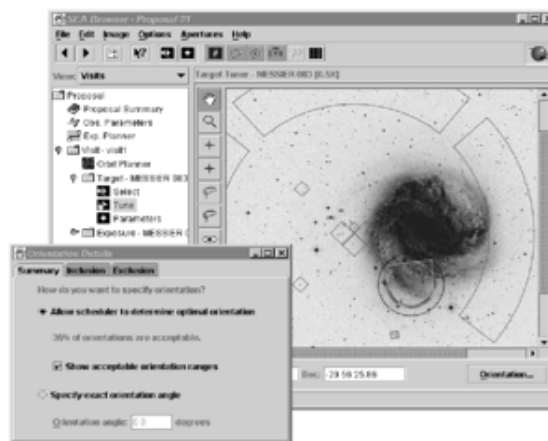 SEA Browser - Proposal 01
File Edit Image Options Apertures Help
View: Visits
Target Tuner - MESSIER 083 [0.5X]
Proposal
Proposal Summary
Obs. Parameters
Exp. Planner
Visit - visit1
Orbit Planner
Target - MESSIER 083
Select
Tune
Parameters
Exposure - MESSIER 0
Dec: -29 56 25.88
Orientation...
Orientation Details
Summary Inclusion Exclusion
How do you want to specify orientation?
Allow scheduler to determine optimal orientation
35% of orientations are acceptable.
Show acceptable orientation ranges
Specify exact orientation angle
Orientation angle: 0.0 degrees